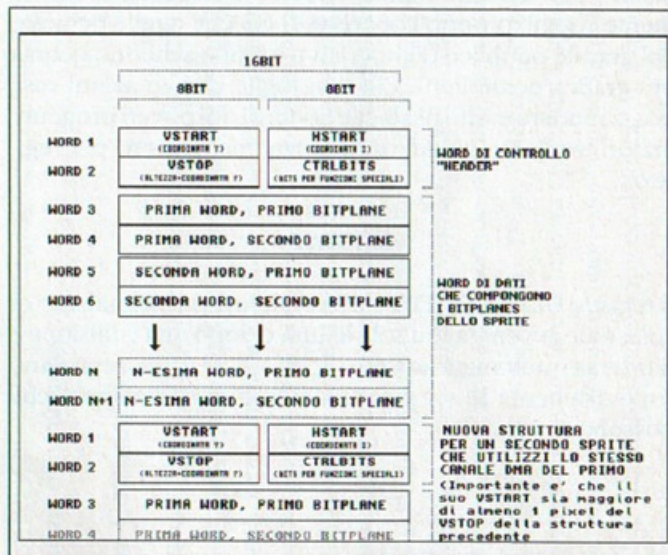 16BIT
8BIT 8BIT
WORD 1 VSTART HSTART
(COORDINATA Y) (COORDINATA X)
WORD 2 VSTOP CTRLBITS
(ALTEZZA+COORDINATA Y) (BITS PER FUNZIONI SPECIALI)
WORD DI CONTROLLO
"HEADER"
WORD 3 PRIMA WORD, PRIMO BITPLANE
WORD 4 PRIMA WORD, SECONDO BITPLANE
WORD 5 SECONDA WORD, PRIMO BITPLANE
WORD 6 SECONDA WORD, SECONDO BITPLANE
WORD DI DATI
CHE COMPONGONO
I BITPLANES
DELLO SPRITE
WORD N N-ESIMA WORD, PRIMO BITPLANE
WORD N+1 N-ESIMA WORD, SECONDO BITPLANE
WORD 1 VSTART HSTART
(COORDINATA Y) (COORDINATA X)
WORD 2 VSTOP CTRLBITS
(ALTEZZA+COORDINATA Y) (BITS PER FUNZIONI SPECIALI)
WORD 3 PRIMA WORD, PRIMO BITPLANE
WORD 4 PRIMA WORD, SECONDO BITPLANE
NUOVA STRUTTURA
PER UN SECONDO SPRITE
CHE UTILIZZI LO STESSO
CANALE DMA DEL PRIMO
(Importante e' che il
suo VSTART sia maggiore
di almeno 1 pixel del
VSTOP della struttura
precedente